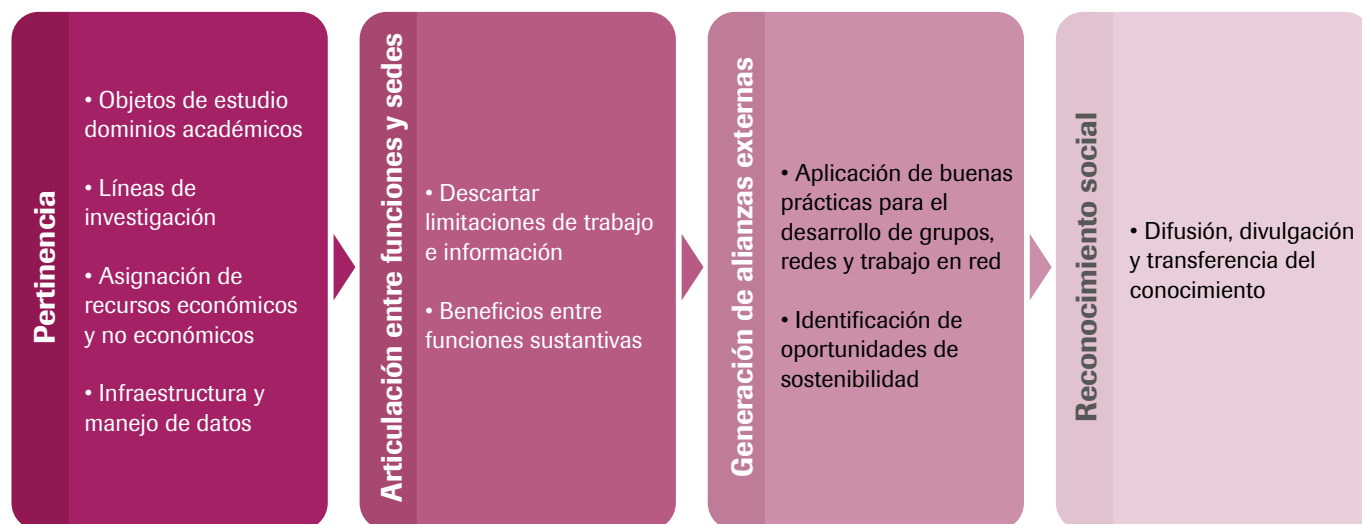 Pertinencia
• Objetos de estudio
dominios académicos
• Líneas de
investigación
• Asignación de
recursos económicos
y no económicos
• Infraestructura y
manejo de datos
Articulación entre funciones y sedes
• Descartar
limitaciones de trabajo
e información
• Beneficios entre
funciones sustantivas
Generación de alianzas externas
• Aplicación de buenas
prácticas para el
desarrollo de grupos,
redes y trabajo en red
• Identificación de
oportunidades de
sostenibilidad
Reconocimiento social
• Difusión, divulgación
y transferencia del
conocimiento